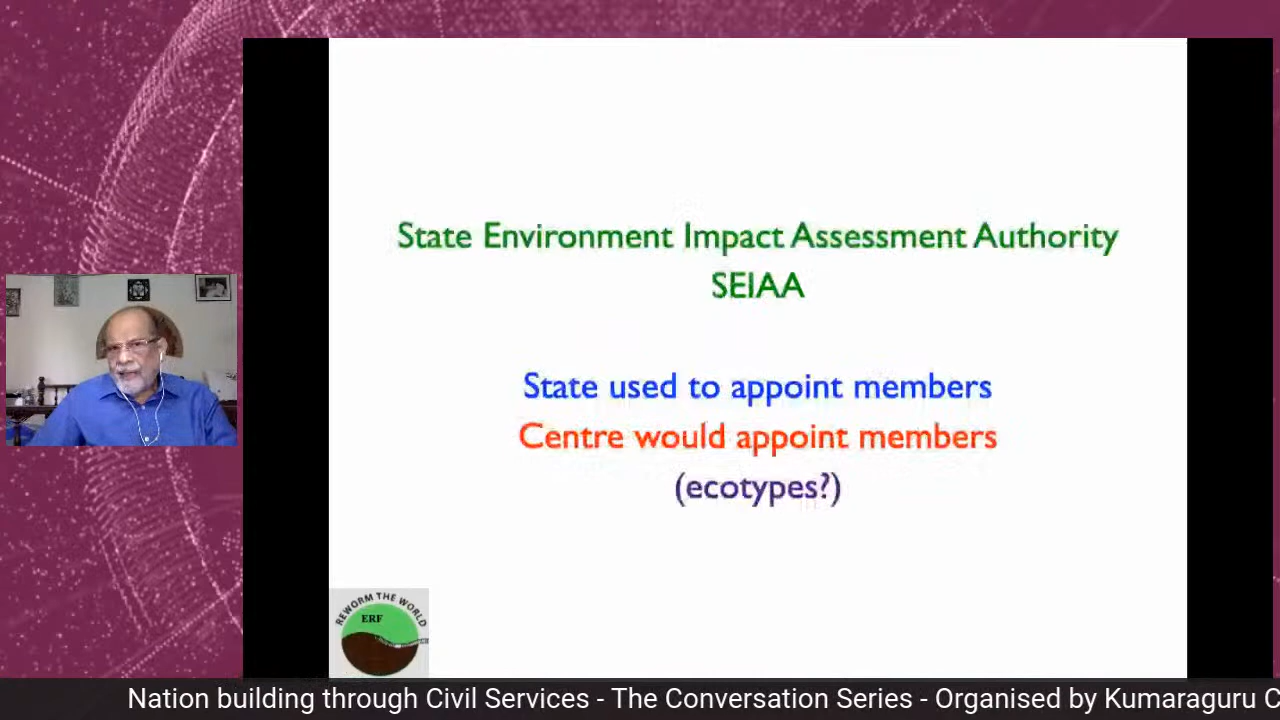 State Environment Impact Assessment Authority
SEIAA
State used to appoint members
Centre would appoint members
(ecotypes?)
REWORM THE WORLD
ERF
Nation building through Civil Services - The Conversation Series - Organised by Kumaraguru C